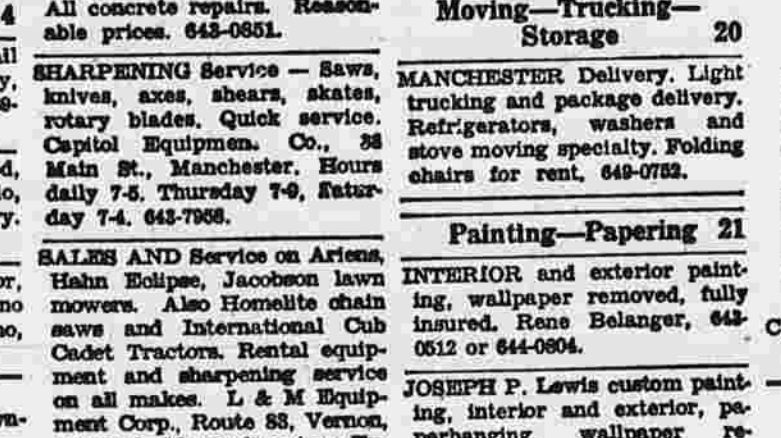 4
All concrete repairs. Reason-
able prices. 643-0851.
SHARPENING Service — Saws,
knives, axes, shears, skates,
rotary blades. Quick service.
Capitol Equipment Co., 38
Main St., Manchester. Hours
daily 7-5. Thursday 7-9, Satur-
day 7-4. 643-7958.
SALES AND Service on Ariens,
Hahn Eclipse, Jacobson lawn
mowers. Also Homelite chain
saws and International Cub
Cadet Tractors. Rental equip-
ment and sharpening service
on all makes. L & M Equip-
ment Corp., Route 83, Vernon,
Moving—Trucking—
Storage 20
MANCHESTER Delivery. Light
trucking and package delivery.
Refrigerators, washers and
stove moving specialty. Folding
chairs for rent. 649-0752.
Painting—Papering 21
INTERIOR and exterior paint-
ing, wallpaper removed, fully
insured. Rene Belanger, 643-
0512 or 644-0804.
JOSEPH P. Lewis custom paint-
ing, interior and exterior, pa-
perhanging, wallpaper re-